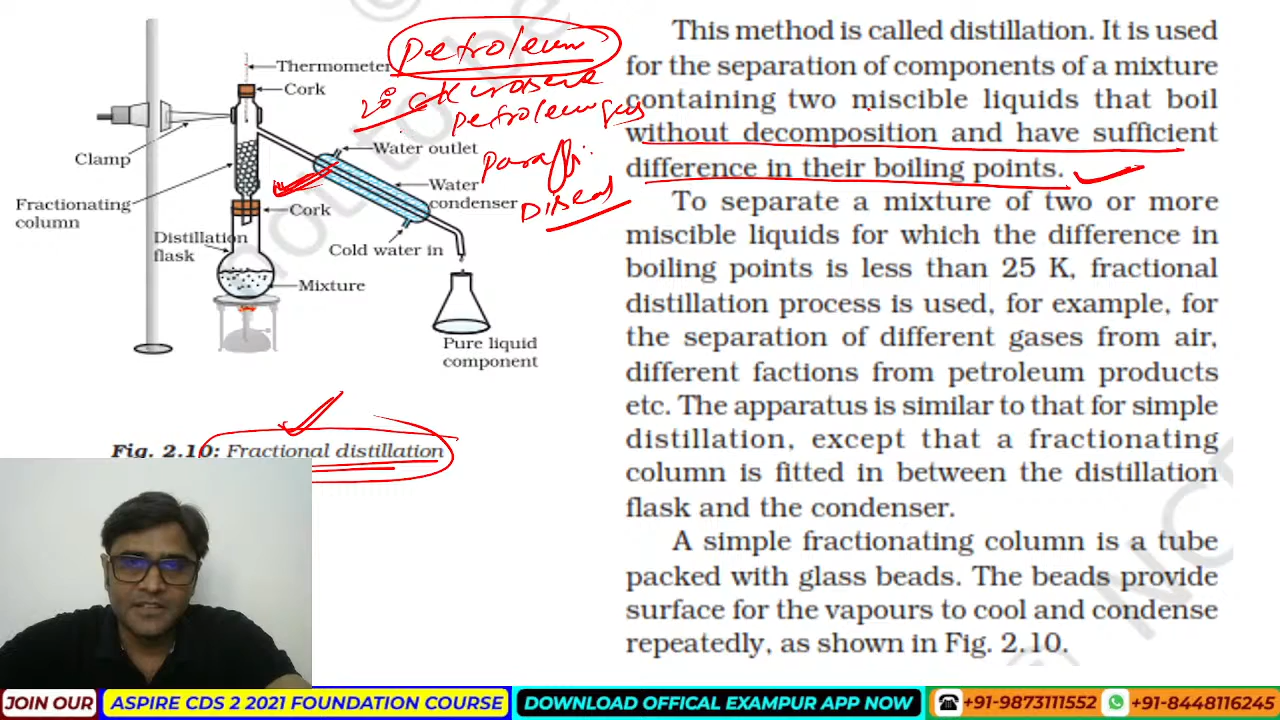 Petroleum
Thermometer
Cork
20°C Kirosene
Petroleum gas
Clamp
Water outlet
Paraffi
Water
condenser
Diseal
Fractionating
column
Cork
Distillation
flask
Cold water in
Mixture
Pure liquid
component
Fig. 2.10: Fractional distillation
This method is called distillation. It is used
for the separation of components of a mixture
containing two miscible liquids that boil
without decomposition and have sufficient
difference in their boiling points.
To separate a mixture of two or more
miscible liquids for which the difference in
boiling points is less than 25 K, fractional
distillation process is used, for example, for
the separation of different gases from air,
different factions from petroleum products
etc. The apparatus is similar to that for simple
distillation, except that a fractionating
column is fitted in between the distillation
flask and the condenser.
A simple fractionating column is a tube
packed with glass beads. The beads provide
surface for the vapours to cool and condense
repeatedly, as shown in Fig. 2.10.
JOIN OUR ASPIRE CDS 2 2021 FOUNDATION COURSE DOWNLOAD OFFICAL EXAMPUR APP NOW +91-9873111552 +91-8448116245